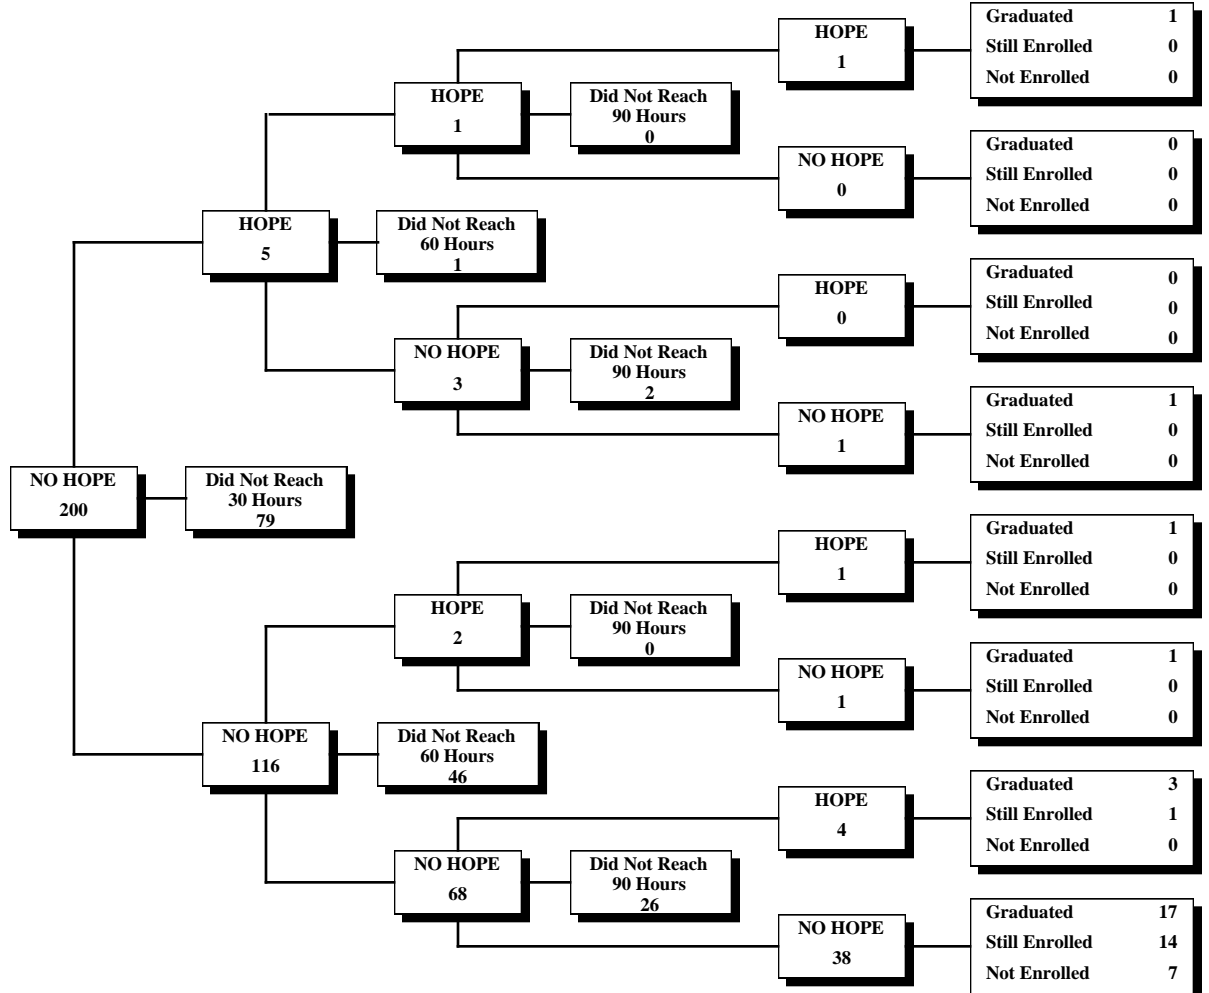 HOPE
1
Graduated 1
Still Enrolled 0
Not Enrolled 0
HOPE
1
Did Not Reach
90 Hours
0
NO HOPE
0
Graduated 0
Still Enrolled 0
Not Enrolled 0
HOPE
5
Did Not Reach
60 Hours
1
HOPE
0
Graduated 0
Still Enrolled 0
Not Enrolled 0
NO HOPE
3
Did Not Reach
90 Hours
2
NO HOPE
1
Graduated 1
Still Enrolled 0
Not Enrolled 0
NO HOPE
200
Did Not Reach
30 Hours
79
HOPE
1
Graduated 1
Still Enrolled 0
Not Enrolled 0
HOPE
2
Did Not Reach
90 Hours
0
NO HOPE
1
Graduated 1
Still Enrolled 0
Not Enrolled 0
NO HOPE
116
Did Not Reach
60 Hours
46
HOPE
4
Graduated 3
Still Enrolled 1
Not Enrolled 0
NO HOPE
68
Did Not Reach
90 Hours
26
NO HOPE
38
Graduated 17
Still Enrolled 14
Not Enrolled 7